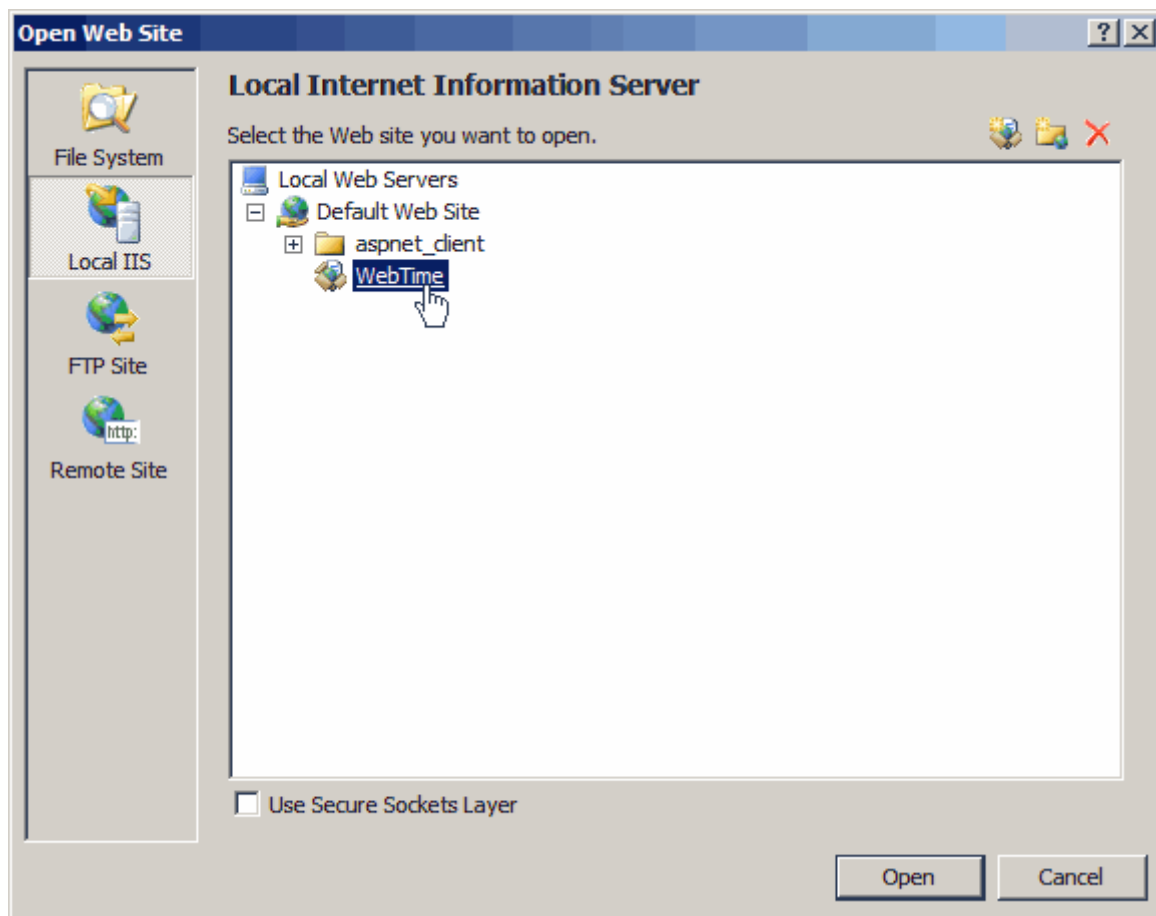 Open Web Site
File System
Local IIS
FTP Site
http:
Remote Site
Local Internet Information Server
Select the Web site you want to open.
Local Web Servers
Default Web Site
aspnet_client
WebTime
Use Secure Sockets Layer
Open
Cancel